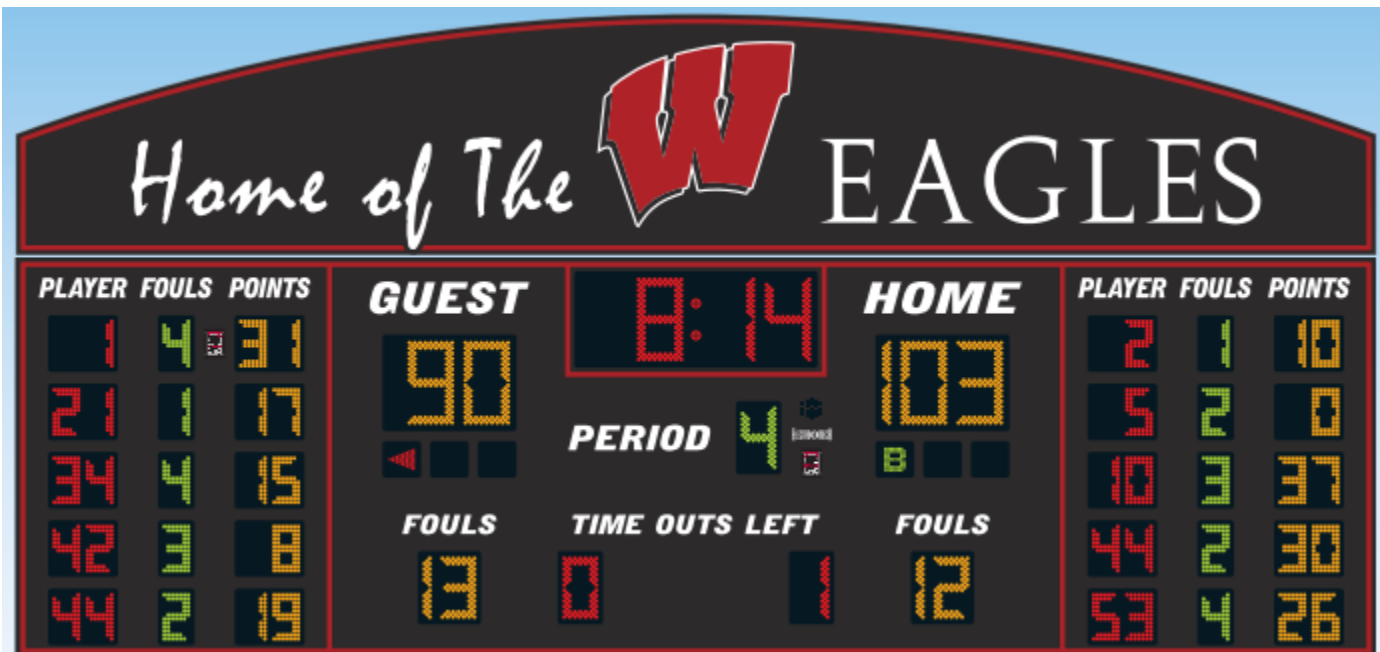 Home of The W EAGLES
PLAYER FOULS POINTS
1 4 31
21 1 17
34 4 15
42 3 8
44 2 19
GUEST 8:14 HOME
90 103
PERIOD 4
B
FOULS TIME OUTS LEFT FOULS
13 0 1 12
PLAYER FOULS POINTS
2 1 10
5 2 0
10 3 37
44 2 30
53 4 26